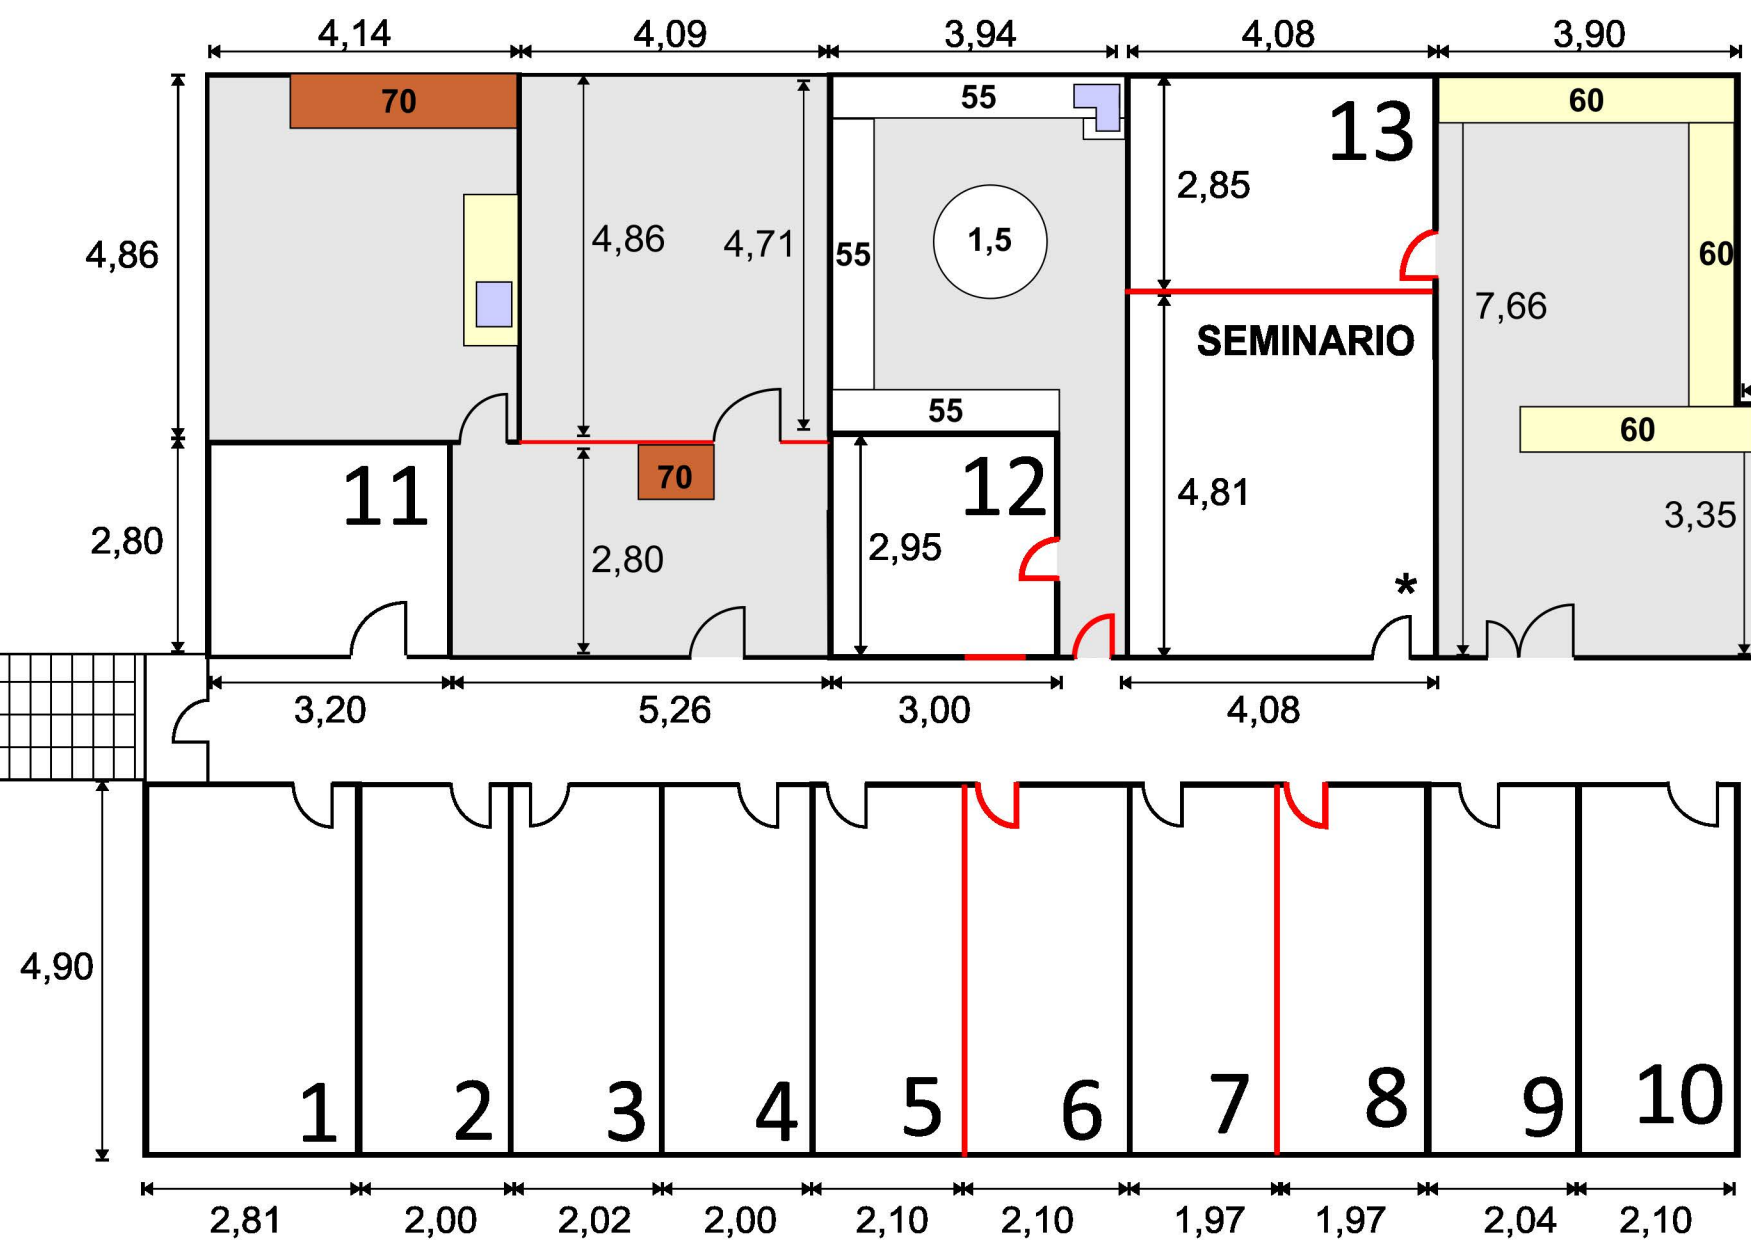 4,14 4,09 3,94 4,08 3,90
70 55 13 60
2,85
4,86 4,86 4,71 55 1,5 60
7,66
SEMINARIO
55 60
11 70 12 4,81
3,35
2,80 2,80 2,95
*
3,20 5,26 3,00 4,08
4,90
1 2 3 4 5 6 7 8 9 10
2,81 2,00 2,02 2,00 2,10 2,10 1,97 1,97 2,04 2,10